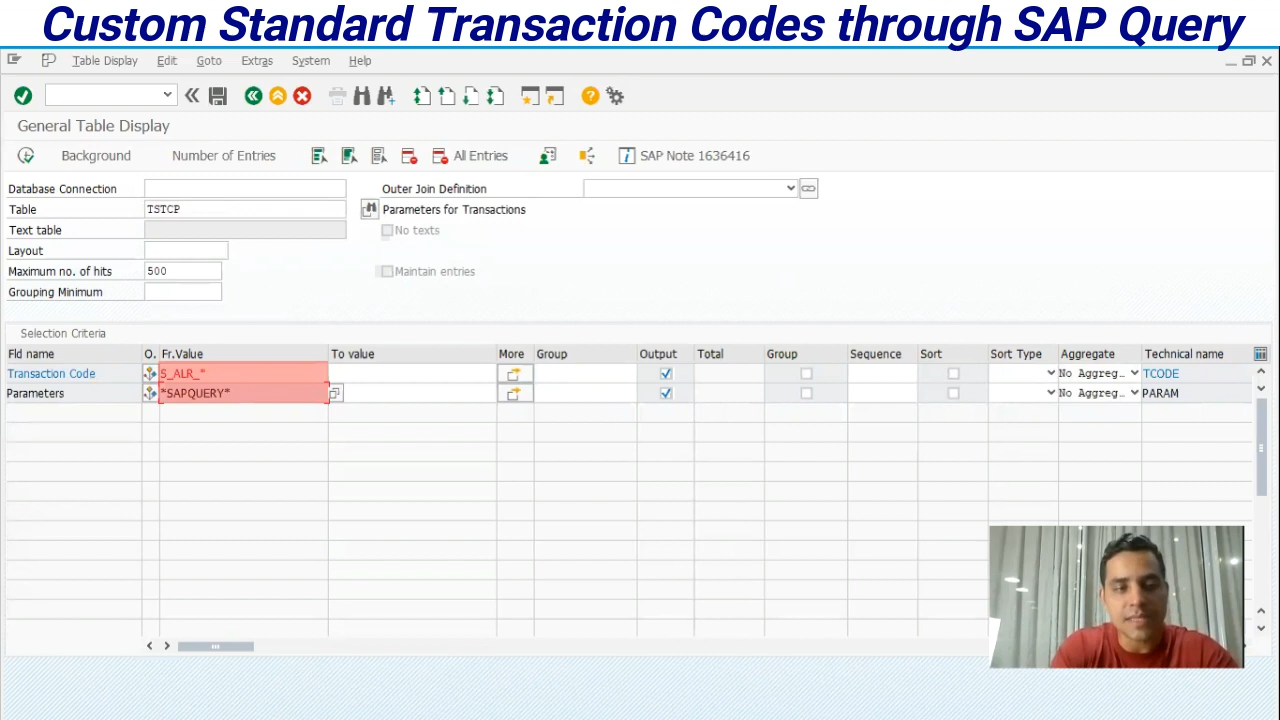 Custom Standard Transaction Codes through SAP Query
Table Display Edit Goto Extras System Help
General Table Display
Background Number of Entries All Entries SAP Note 1636416
Database Connection Outer Join Definition
Table TSTCP Parameters for Transactions
Text table No texts
Layout
Maximum no. of hits 500 Maintain entries
Grouping Minimum
Selection Criteria
Fld name O. Fr.Value To value More Group Output Total Group Sequence Sort Sort Type Aggregate Technical name
Transaction Code S_ALR_* No Aggreg… TCODE
Parameters *SAPQUERY* No Aggreg… PARAM